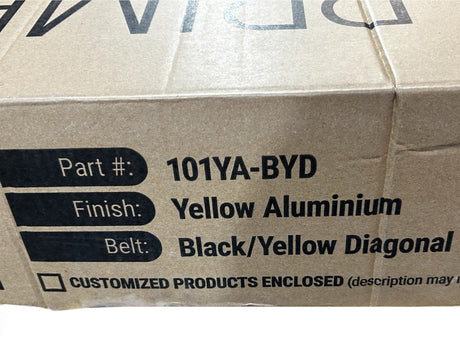 Part #: 101YA-BYD
Finish: Yellow Aluminium
Belt: Black/Yellow Diagonal
CUSTOMIZED PRODUCTS ENCLOSED (description may